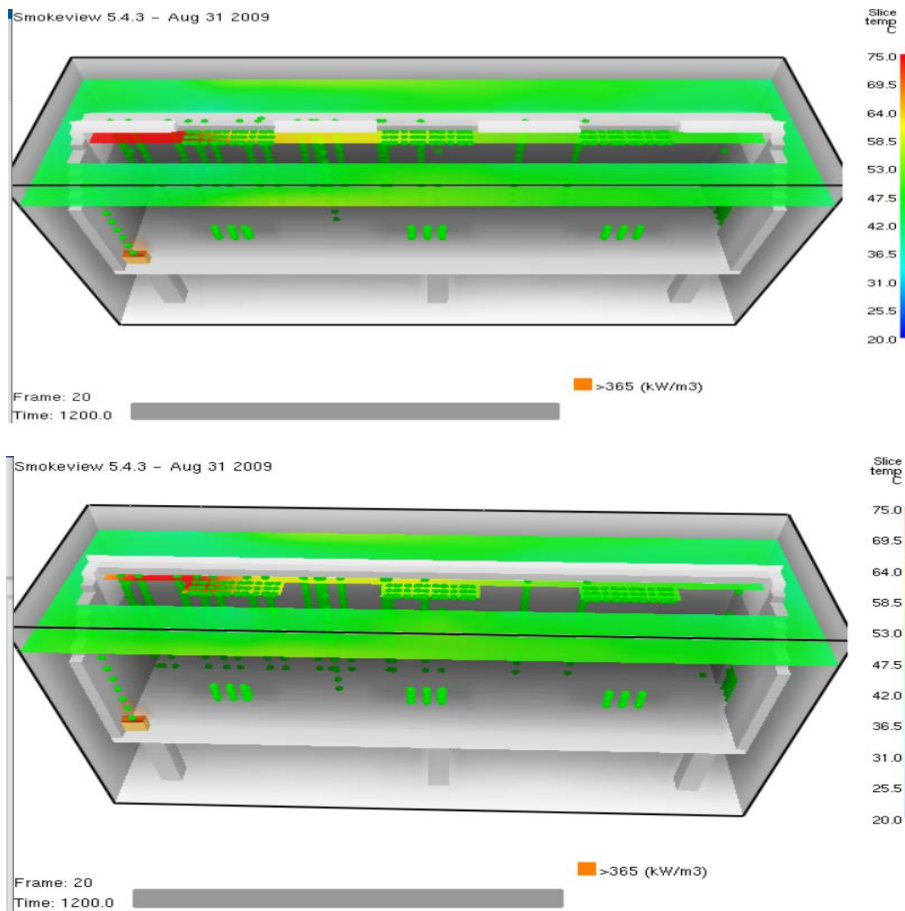 Smokeview 5.4.3 – Aug 31 2009
Slice
temp
C
75.0
69.5
64.0
58.5
53.0
47.5
42.0
36.5
31.0
25.5
20.0
>365 (kW/m3)
Frame: 20
Time: 1200.0
Smokeview 5.4.3 – Aug 31 2009
Slice
temp
C
75.0
69.5
64.0
58.5
53.0
47.5
42.0
36.5
31.0
25.5
20.0
>365 (kW/m3)
Frame: 20
Time: 1200.0